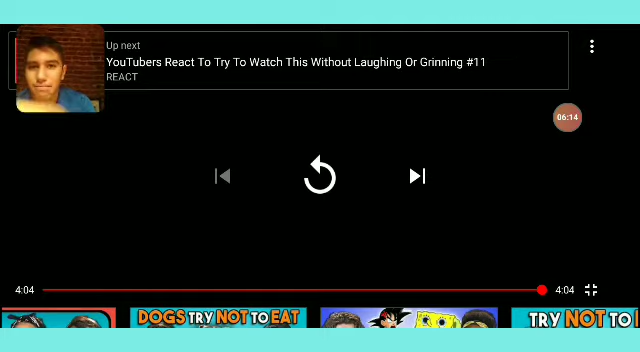 Up next
YouTubers React To Try To Watch This Without Laughing Or Grinning #11
REACT
06:14
4:04
4:04
DOGS TRY NOT TO EAT
TRY NOT TO